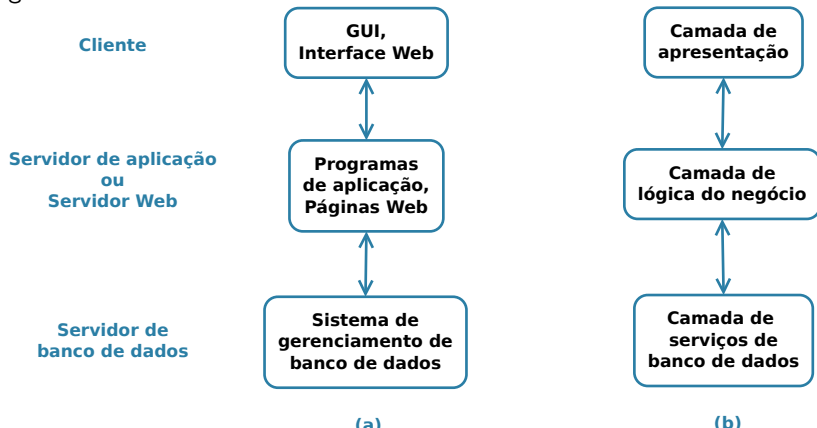 Cliente
GUI,
Interface Web
Camada de
apresentação
Servidor de aplicação
ou
Servidor Web
Programas
de aplicação,
Páginas Web
Camada de
lógica do negócio
Servidor de
banco de dados
Sistema de
gerenciamento de
banco de dados
Camada de
serviços de
banco de dados
(a)
(b)